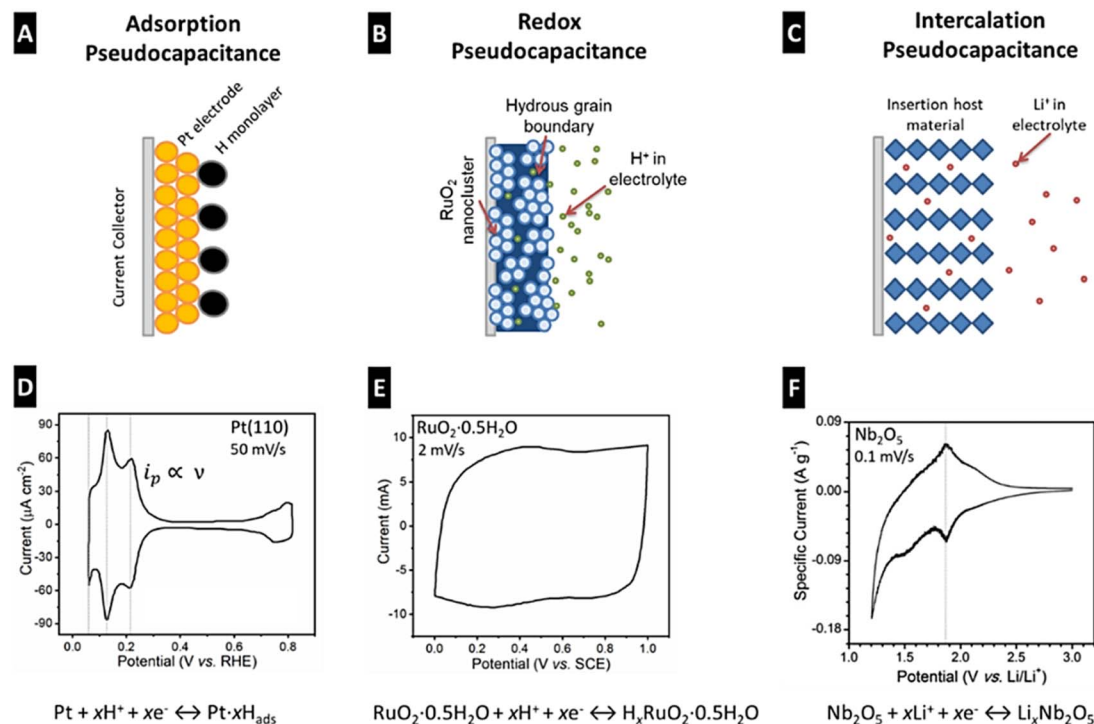 A
Adsorption
Pseudocapacitance
Pt electrode
H monolayer
Current Collector
B
Redox
Pseudocapacitance
Hydrous grain
boundary
H⁺ in
electrolyte
RuO₂
nanocluster
C
Intercalation
Pseudocapacitance
Insertion host
material
Li⁺ in
electrolyte
D
Pt(110)
50 mV/s
iₚ ∝ ν
Current (µA cm⁻²)
90
60
30
0
-30
-60
-90
0.0 0.2 0.4 0.6 0.8
Potential (V vs. RHE)
Pt + xH⁺ + xe⁻ ↔ Pt·xH_ads
E
RuO₂·0.5H₂O
2 mV/s
Current (mA)
10
5
0
-5
-10
0.0 0.2 0.4 0.6 0.8 1.0
Potential (V vs. SCE)
RuO₂·0.5H₂O + xH⁺ + xe⁻ ↔ HₓRuO₂·0.5H₂O
F
Nb₂O₅
0.1 mV/s
Specific Current (A g⁻¹)
0.09
0.00
-0.09
-0.18
1.0 1.5 2.0 2.5 3.0
Potential (V vs. Li/Li⁺)
Nb₂O₅ + xLi⁺ + xe⁻ ↔ LiₓNb₂O₅